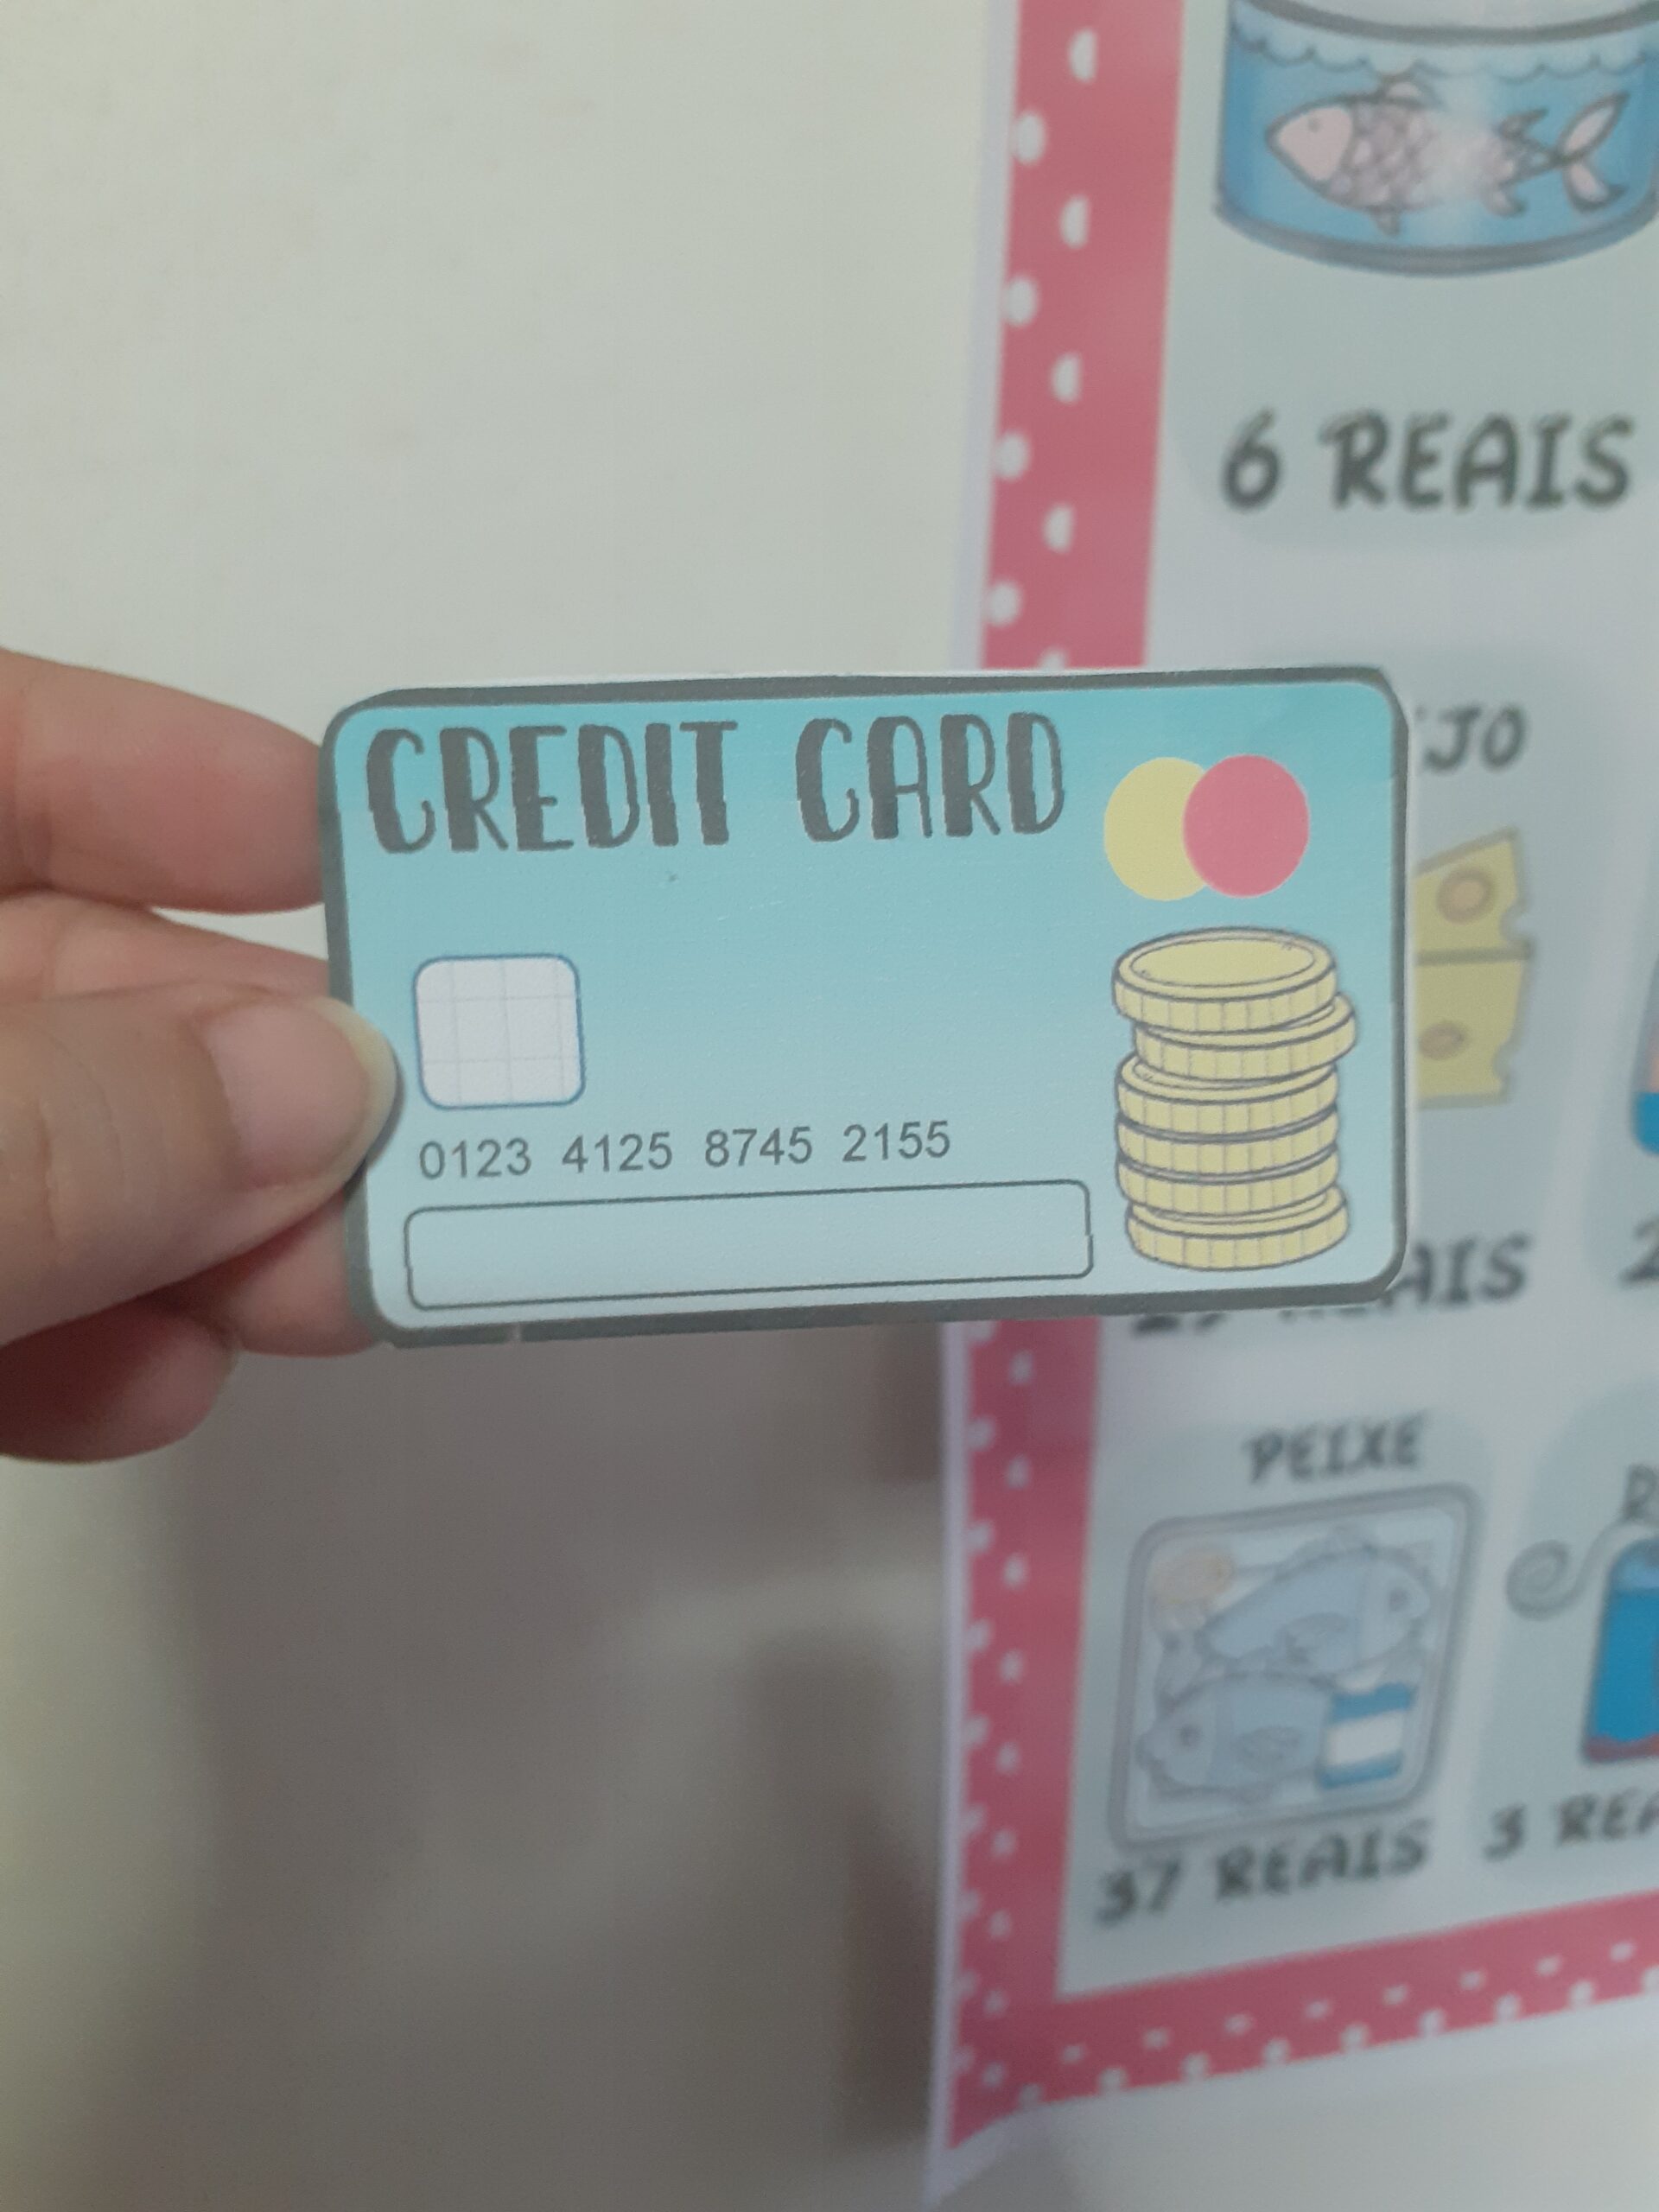 6 REAIS
CREDIT CARD
0123 4125 8745 2155
PEIXE
37 REAIS